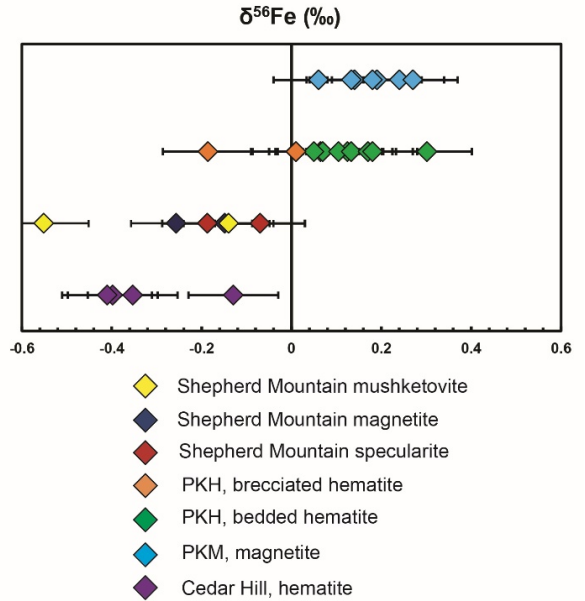 δ⁵⁶Fe (‰)
-0.6 -0.4 -0.2 0 0.2 0.4 0.6
Shepherd Mountain mushketovite
Shepherd Mountain magnetite
Shepherd Mountain specularite
PKH, brecciated hematite
PKH, bedded hematite
PKM, magnetite
Cedar Hill, hematite